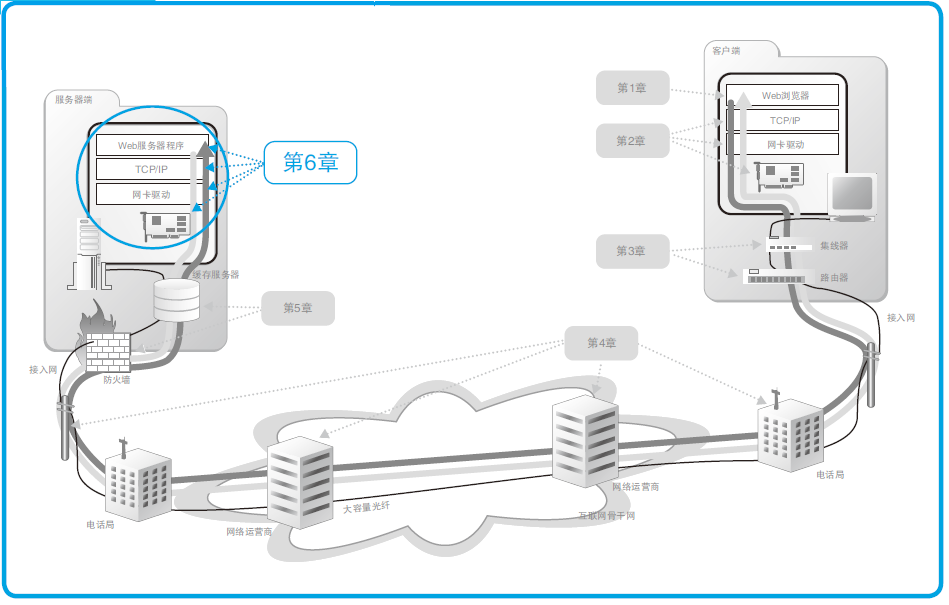 客户端
第1章
Web浏览器
TCP/IP
网卡驱动
第2章
服务器端
Web服务器程序
TCP/IP
网卡驱动
第6章
第3章
集线器
路由器
缓存服务器
第5章
接入网
第4章
接入网
防火墙
电话局
网络运营商
大容量光纤
互联网骨干网
电话局
网络运营商